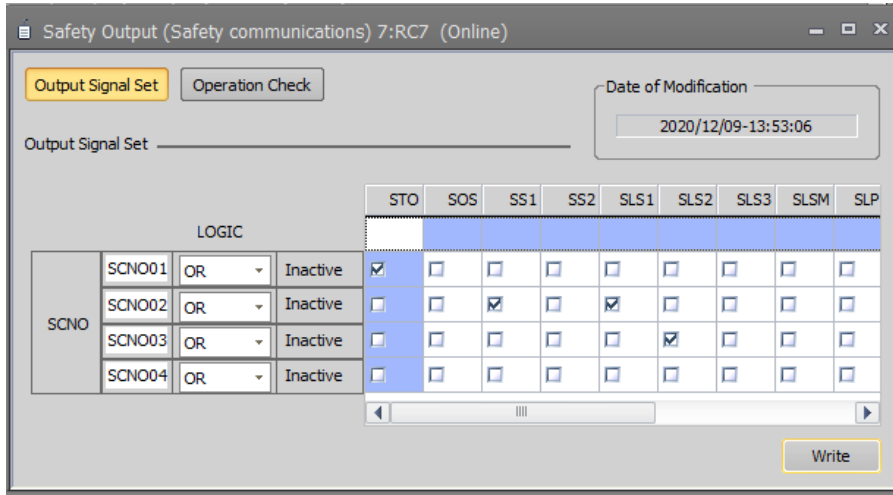 Safety Output (Safety communications) 7:RC7 (Online)
Output Signal Set Operation Check
Date of Modification
2020/12/09-13:53:06
Output Signal Set
STO SOS SS1 SS2 SLS1 SLS2 SLS3 SLSM SLP
LOGIC
SCNO
SCNO01 OR Inactive
SCNO02 OR Inactive
SCNO03 OR Inactive
SCNO04 OR Inactive
Write